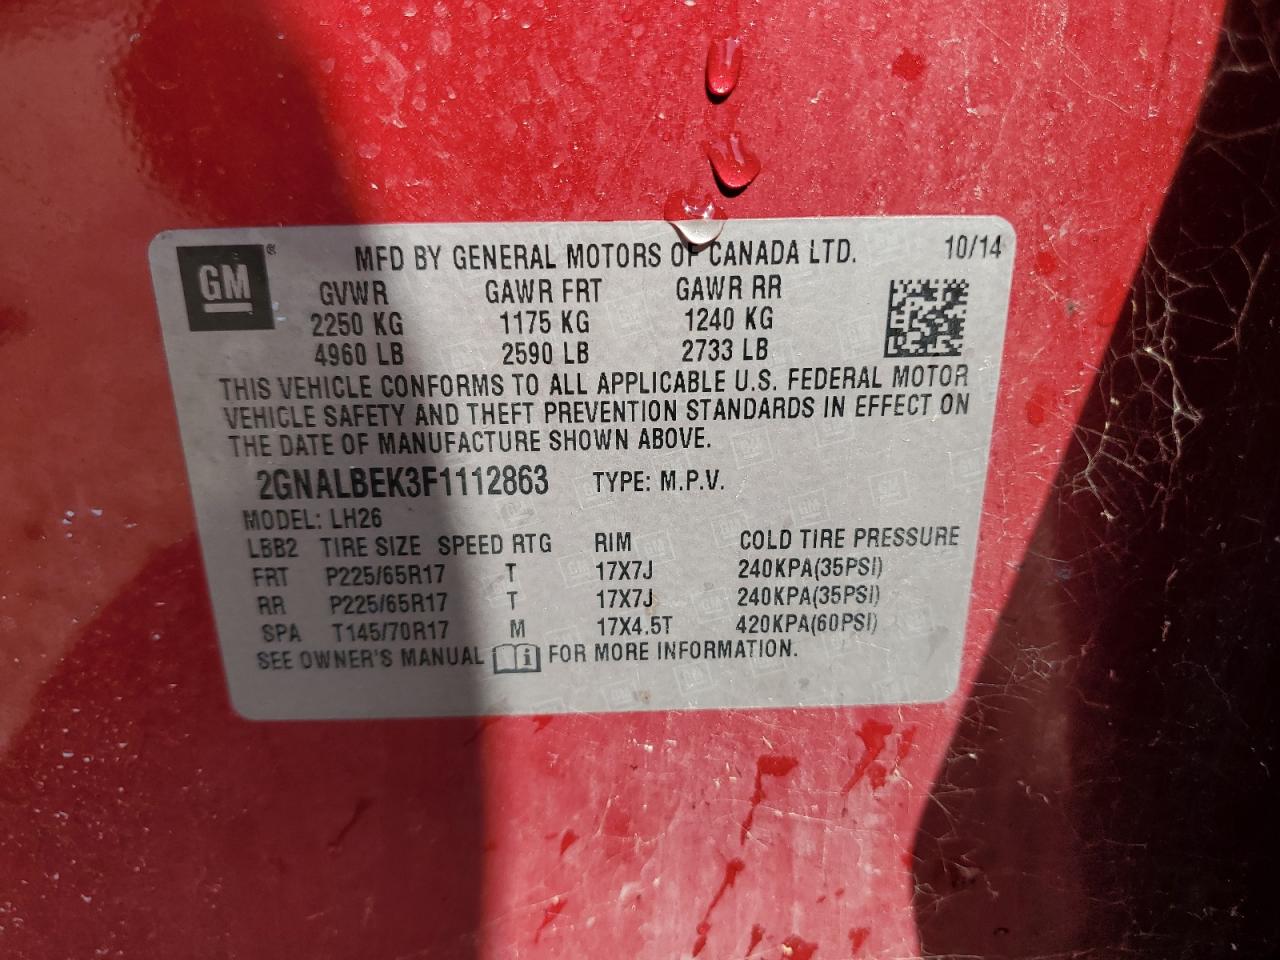 GM ®
MFD BY GENERAL MOTORS OF CANADA LTD. 10/14
GVWR GAWR FRT GAWR RR
2250 KG 1175 KG 1240 KG
4960 LB 2590 LB 2733 LB
THIS VEHICLE CONFORMS TO ALL APPLICABLE U.S. FEDERAL MOTOR
VEHICLE SAFETY AND THEFT PREVENTION STANDARDS IN EFFECT ON
THE DATE OF MANUFACTURE SHOWN ABOVE.
2GNALBEK3F1112863 TYPE: M.P.V.
MODEL: LH26
LBB2 TIRE SIZE SPEED RTG RIM COLD TIRE PRESSURE
FRT P225/65R17 T 17X7J 240KPA(35PSI)
RR P225/65R17 T 17X7J 240KPA(35PSI)
SPA T145/70R17 M 17X4.5T 420KPA(60PSI)
SEE OWNER'S MANUAL FOR MORE INFORMATION.